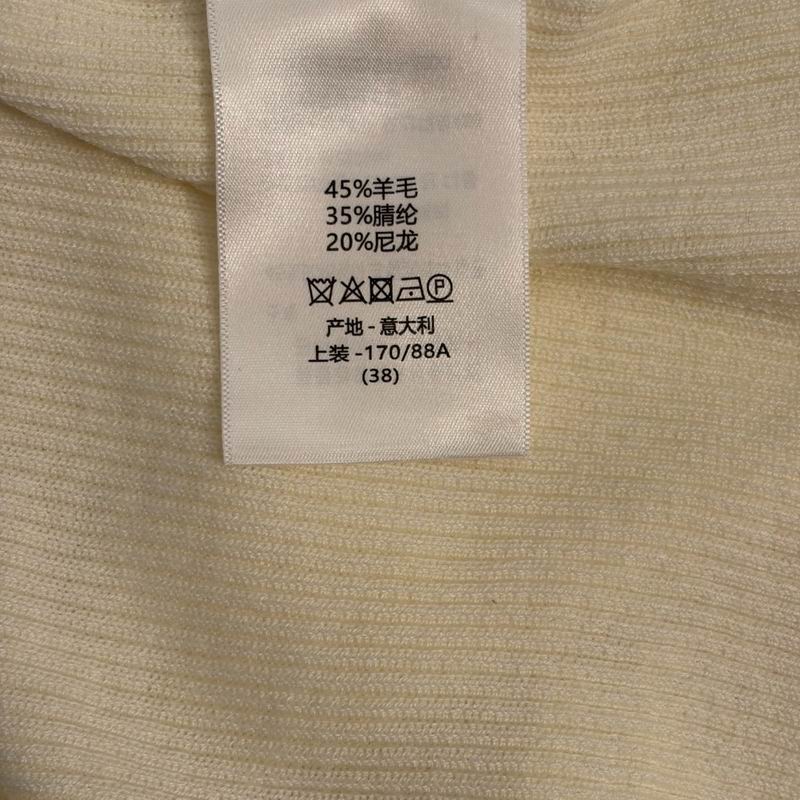 45%羊毛
35%腈纶
20%尼龙
P
产地 - 意大利
上装 -170/88A
(38)